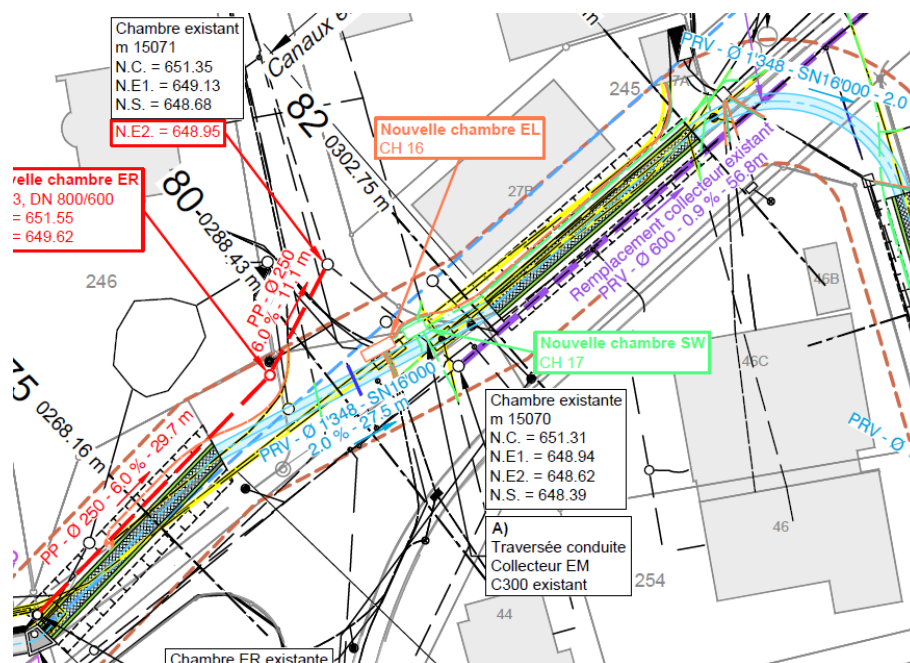 Chambre existant
m 15071
N.C. = 651.35
N.E1. = 649.13
N.S. = 648.68
N.E2. = 648.95
Canaux e
82
0302.75 m
Nouvelle chambre EL
CH 16
245
7A
PRV - Ø 1'348 - SN16'000 - 2.0
velle chambre ER
3, DN 800/600
= 651.55
= 649.62
80
0288.43 m
246
PP - Ø 250
6.0 % - 11.1 m
27B
Remplacement collecteur existant
PRV - Ø 600 - 0.9 % - 56.8m
46B
Nouvelle chambre SW
CH 17
46C
75
0268.16 m
PRV - Ø 1'348 - SN16'000
2.0 % - 27.5 m
PP - Ø 250 - 6.0 % - 29.7 m
Chambre existante
m 15070
N.C. = 651.31
N.E1. = 648.94
N.E2. = 648.62
N.S. = 648.39
PRV - Ø
A)
Traversée conduite
Collecteur EM
C300 existant
46
254
44
Chambre ER existante